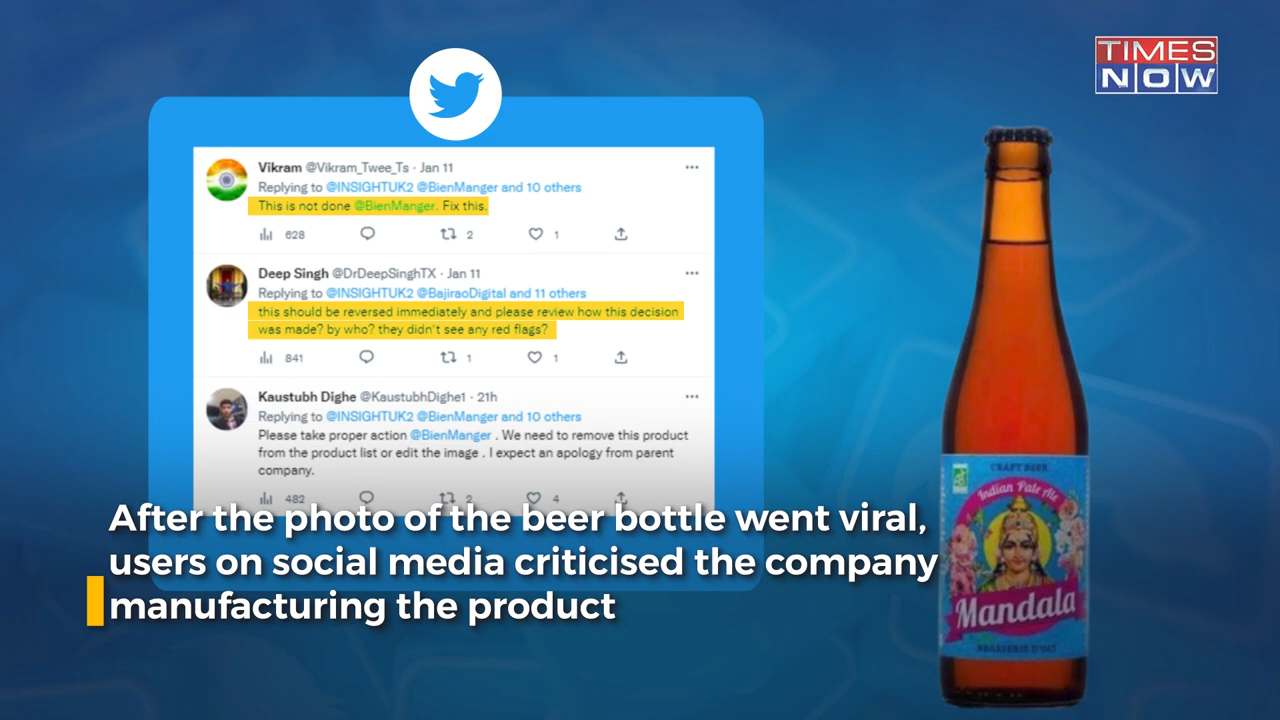 TIMES
NOW
Vikram @Vikram_Twee_Ts · Jan 11
Replying to @INSIGHTUK2 @BienManger and 10 others
This is not done @BienManger. Fix this.
628 2 1
Deep Singh @DrDeepSinghTX · Jan 11
Replying to @INSIGHTUK2 @BajiraoDigital and 11 others
this should be reversed immediately and please review how this decision
was made? by who? they didn't see any red flags?
841 1 1
Kaustubh Dighe @KaustubhDighe1 · 21h
Replying to @INSIGHTUK2 @BienManger and 10 others
Please take proper action @BienManger . We need to remove this product
from the product list or edit the image . I expect an apology from parent
company.
482 2 4
After the photo of the beer bottle went viral,
users on social media criticised the company
manufacturing the product
CRAFT BEER
AB
Indian Pale Ale
Mandala
BRASSERIE D'OLT